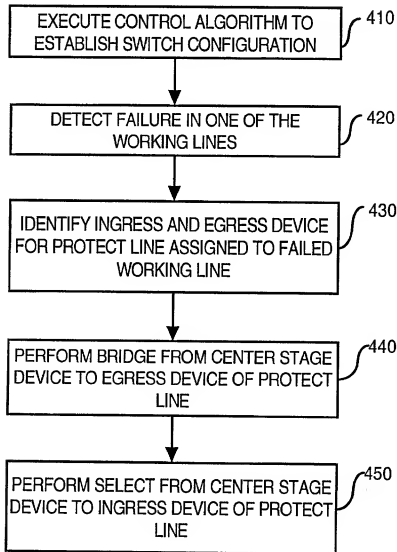 EXECUTE CONTROL ALGORITHM TO
ESTABLISH SWITCH CONFIGURATION
410
DETECT FAILURE IN ONE OF THE
WORKING LINES
420
IDENTIFY INGRESS AND EGRESS DEVICE
FOR PROTECT LINE ASSIGNED TO FAILED
WORKING LINE
430
PERFORM BRIDGE FROM CENTER STAGE
DEVICE TO EGRESS DEVICE OF PROTECT
LINE
440
PERFORM SELECT FROM CENTER STAGE
DEVICE TO INGRESS DEVICE OF PROTECT
LINE
450